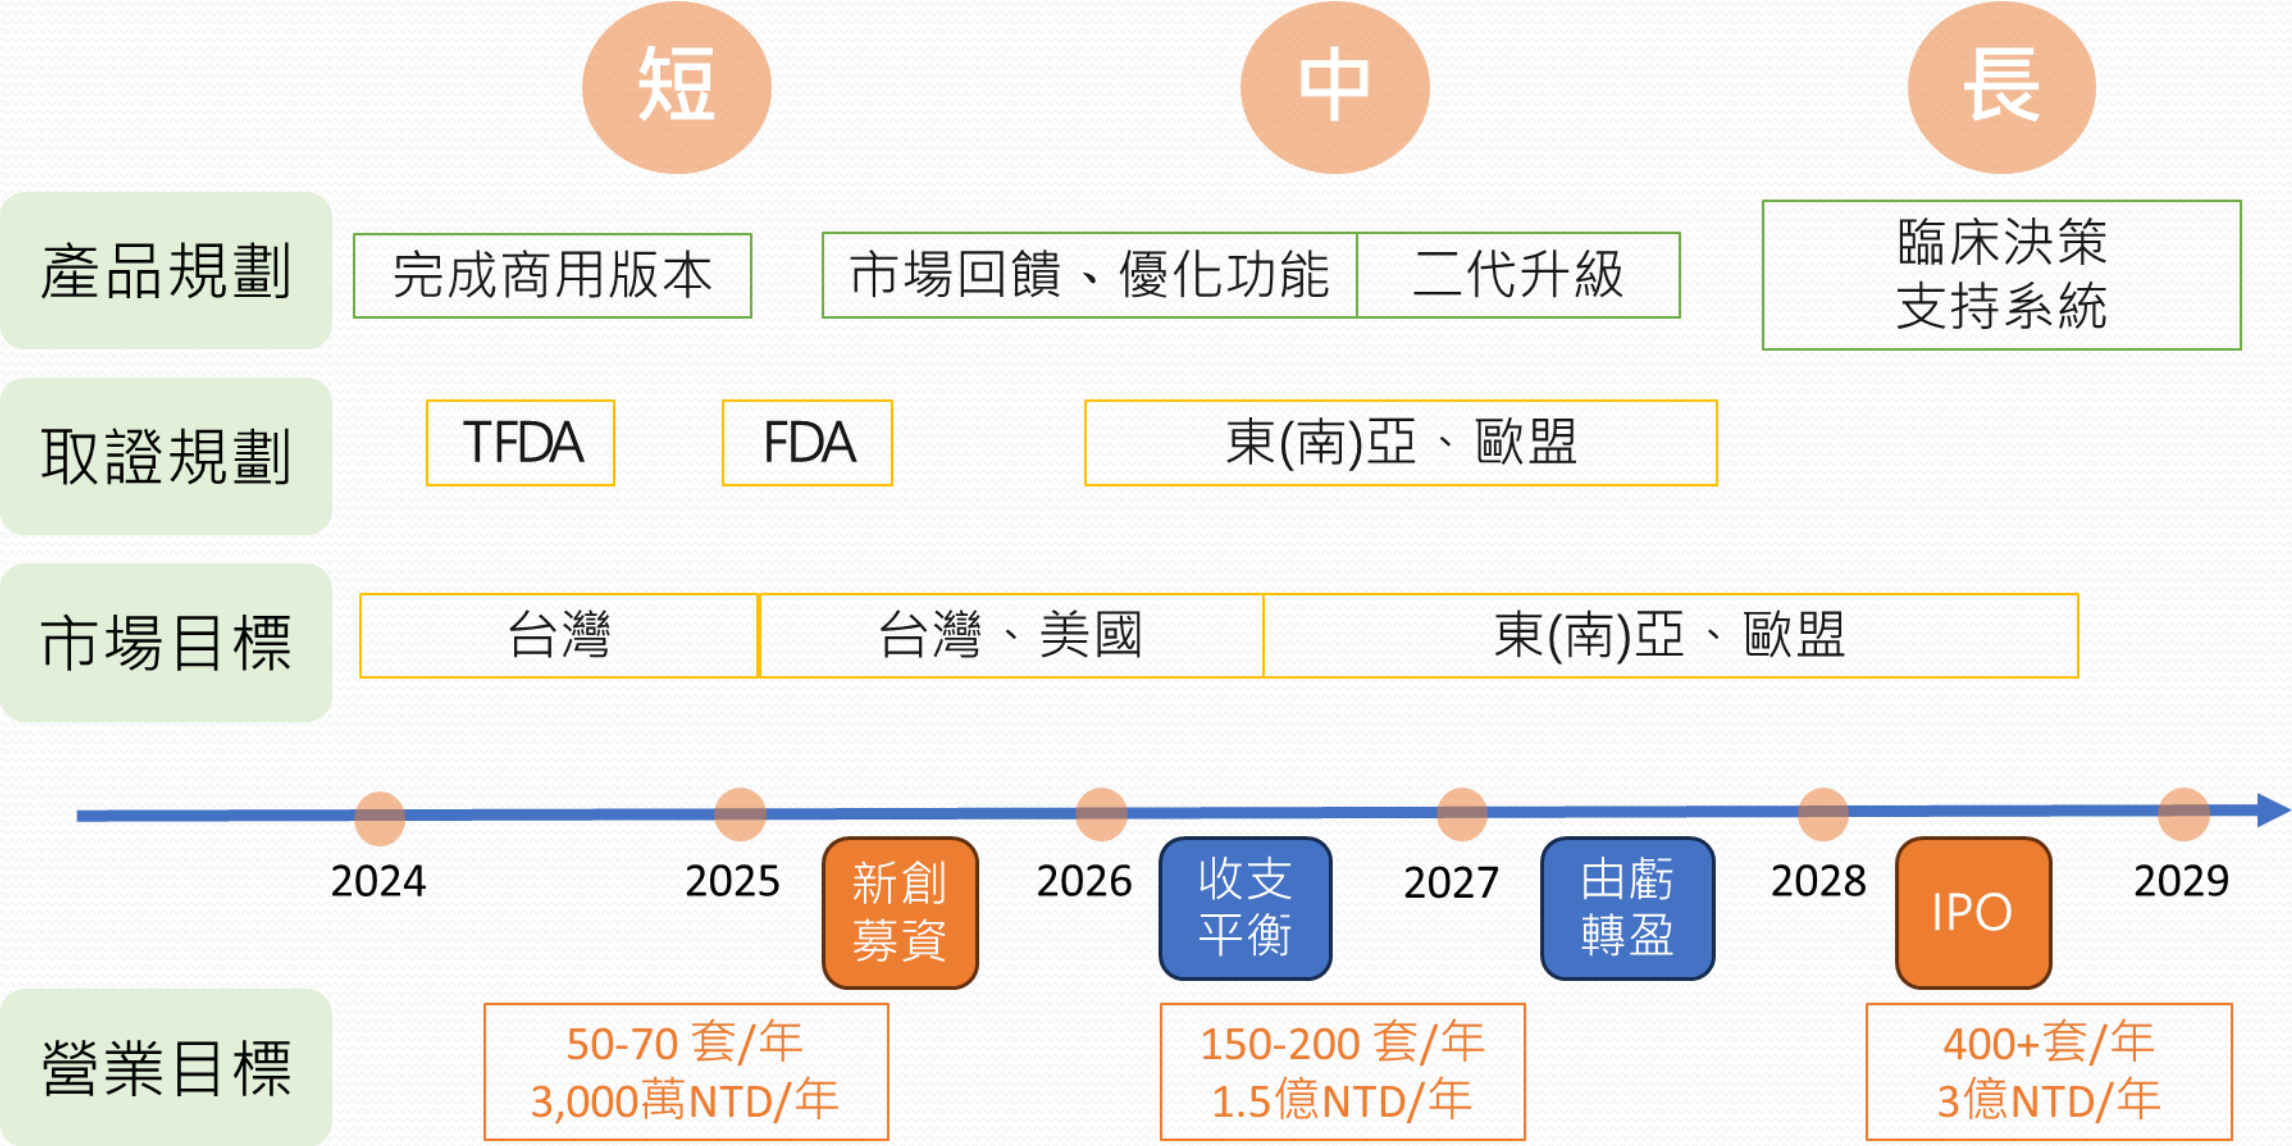 短
中
長
產品規劃
完成商用版本
市場回饋、優化功能
二代升級
臨床決策
支持系統
取證規劃
TFDA
FDA
東(南)亞、歐盟
市場目標
台灣
台灣、美國
東(南)亞、歐盟
2024
2025
新創
募資
2026
收支
平衡
2027
由虧
轉盈
2028
IPO
2029
營業目標
50-70 套/年
3,000萬NTD/年
150-200 套/年
1.5億NTD/年
400+套/年
3億NTD/年